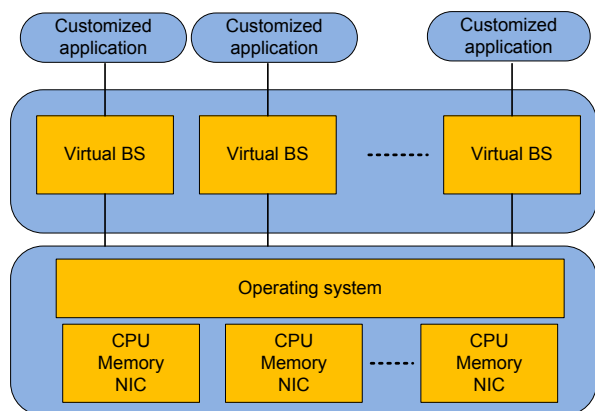 Customized
application
Customized
application
Customized
application
Virtual BS
Virtual BS
Virtual BS
Operating system
CPU
Memory
NIC
CPU
Memory
NIC
CPU
Memory
NIC